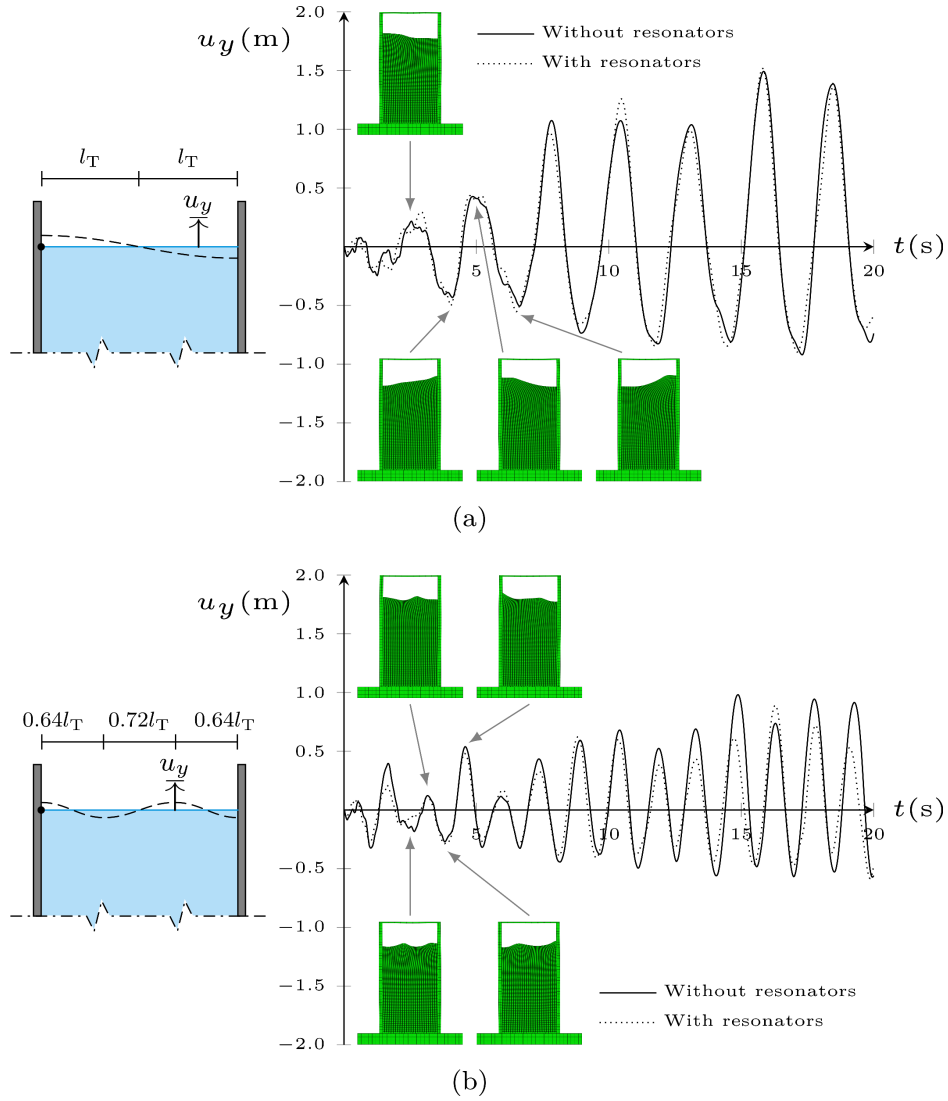 2.0
u_y(m)
Without resonators
With resonators
1.5
1.0
l_T l_T
0.5
u_y
t(s)
5 10 15 20
−0.5
−1.0
−1.5
−2.0
(a)
2.0
u_y(m)
1.5
1.0
0.64l_T 0.72l_T 0.64l_T
0.5
u_y
t(s)
5 10 15 20
−0.5
−1.0
−1.5
Without resonators
With resonators
−2.0
(b)